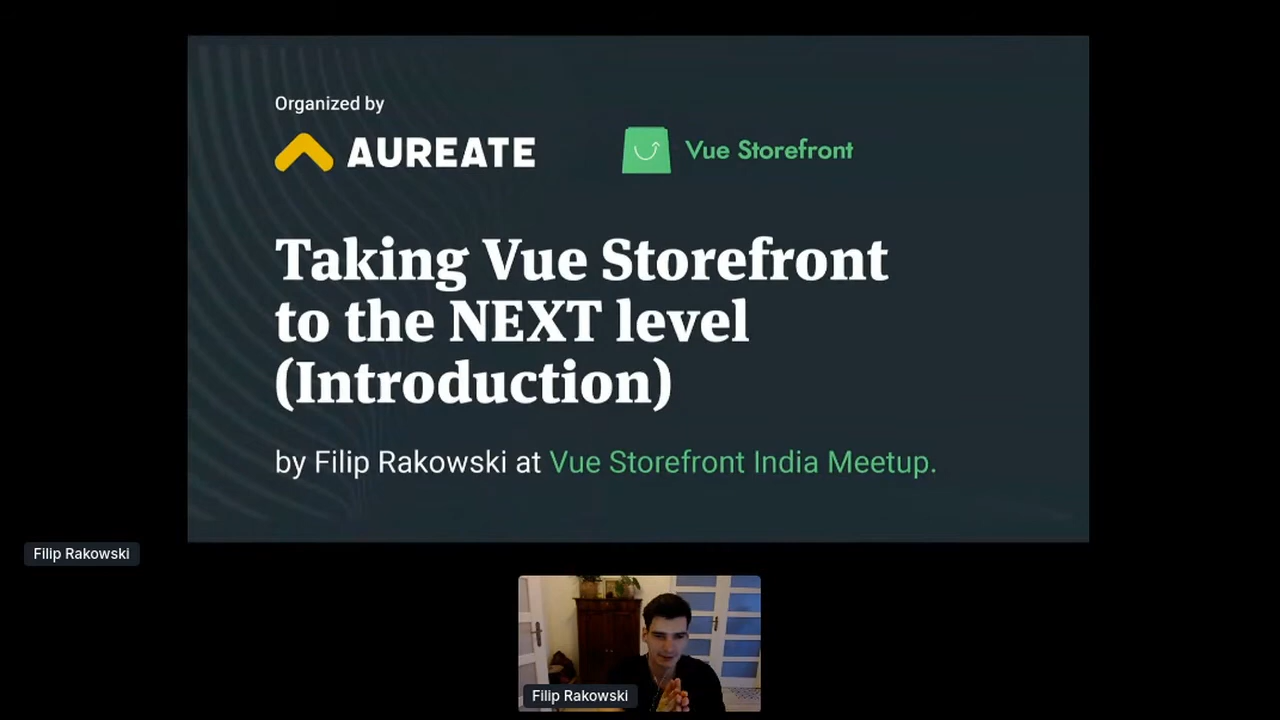 Organized by
AUREATE
Vue Storefront
Taking Vue Storefront
to the NEXT level
(Introduction)
by Filip Rakowski at Vue Storefront India Meetup.
Filip Rakowski
Filip Rakowski